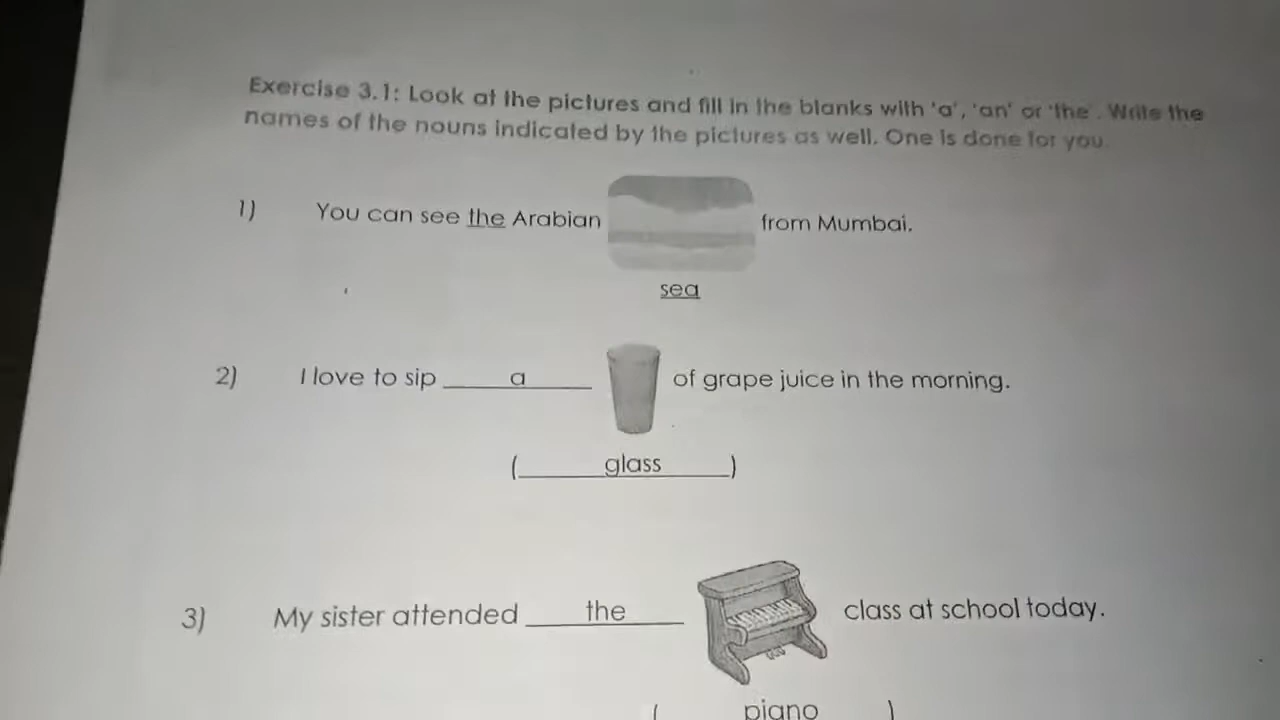 Exercise 3.1: Look at the pictures and fill in the blanks with 'a', 'an' or 'the'. Write the
names of the nouns indicated by the pictures as well. One is done for you.
1) You can see the Arabian from Mumbai.
sea
2) I love to sip ______a______ of grape juice in the morning.
(______glass______)
3) My sister attended ______the______ class at school today.
( piano )